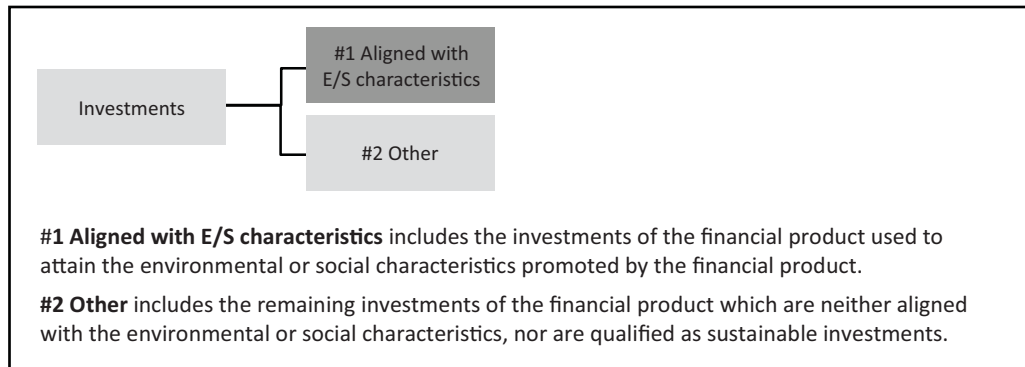 #1 Aligned with
E/S characteristics
Investments
#2 Other
#1 Aligned with E/S characteristics includes the investments of the financial product used to
attain the environmental or social characteristics promoted by the financial product.
#2 Other includes the remaining investments of the financial product which are neither aligned
with the environmental or social characteristics, nor are qualified as sustainable investments.